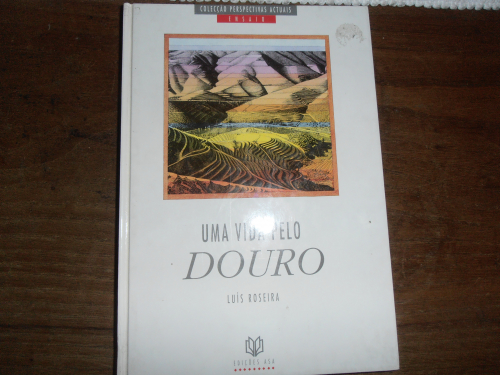 COLECÇÃO PERSPECTIVAS ACTUAIS
ENSAIO
UMA VIDA PELO
DOURO
LUÍS ROSEIRA
EDIÇÕES ASA